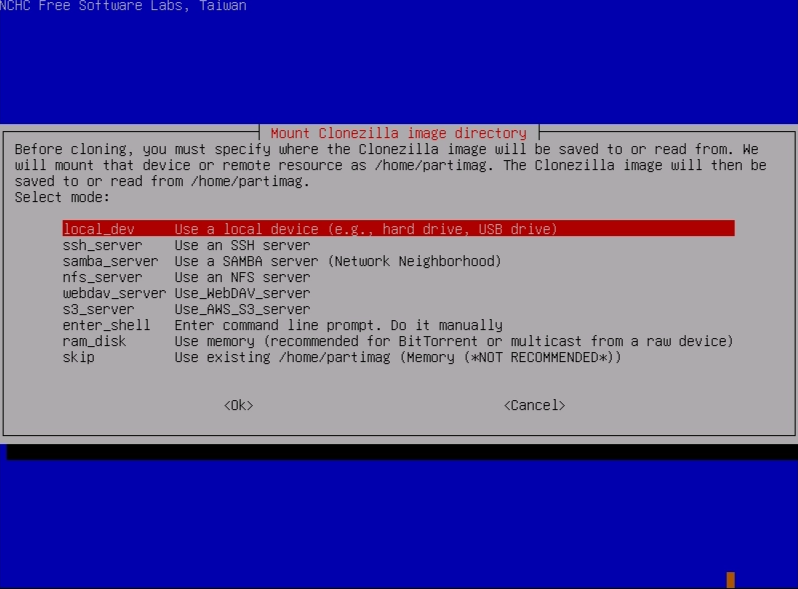 NCHC Free Software Labs, Taiwan
Mount Clonezilla image directory
Before cloning, you must specify where the Clonezilla image will be saved to or read from. We
will mount that device or remote resource as /home/partimag. The Clonezilla image will then be
saved to or read from /home/partimag.
Select mode:
local_dev Use a local device (e.g., hard drive, USB drive)
ssh_server Use an SSH server
samba_server Use a SAMBA server (Network Neighborhood)
nfs_server Use an NFS server
webdav_server Use_WebDAV_server
s3_server Use_AWS_S3_server
enter_shell Enter command line prompt. Do it manually
ram_disk Use memory (recommended for BitTorrent or multicast from a raw device)
skip Use existing /home/partimag (Memory (*NOT RECOMMENDED*))
<Ok> <Cancel>